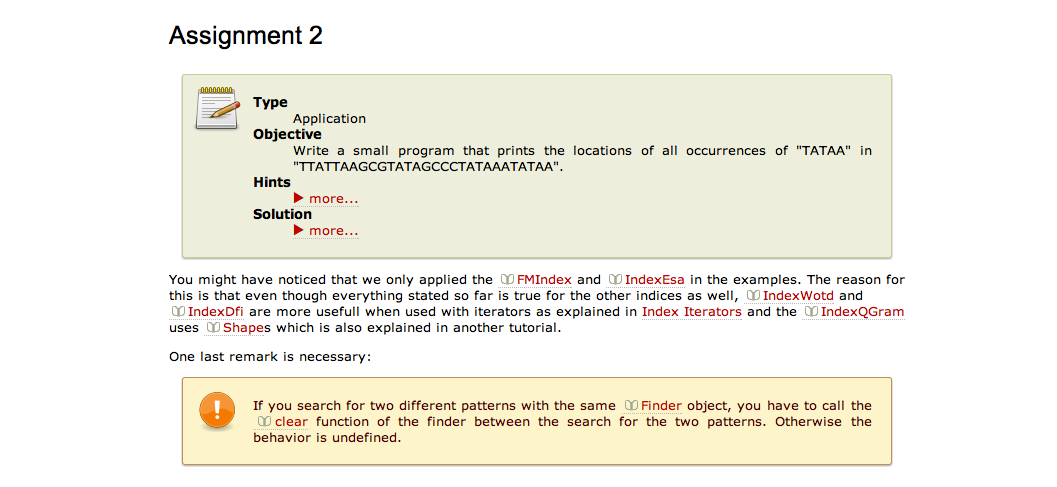 Assignment 2
Type
Application
Objective
Write a small program that prints the locations of all occurrences of "TATAA" in
"TTATTAAGCGTATAGCCCTATAAATATAA".
Hints
more...
Solution
more...
You might have noticed that we only applied the FMIndex and IndexEsa in the examples. The reason for
this is that even though everything stated so far is true for the other indices as well, IndexWotd and
IndexDfi are more usefull when used with iterators as explained in Index Iterators and the IndexQGram
uses Shapes which is also explained in another tutorial.
One last remark is necessary:
If you search for two different patterns with the same Finder object, you have to call the
clear function of the finder between the search for the two patterns. Otherwise the
behavior is undefined.